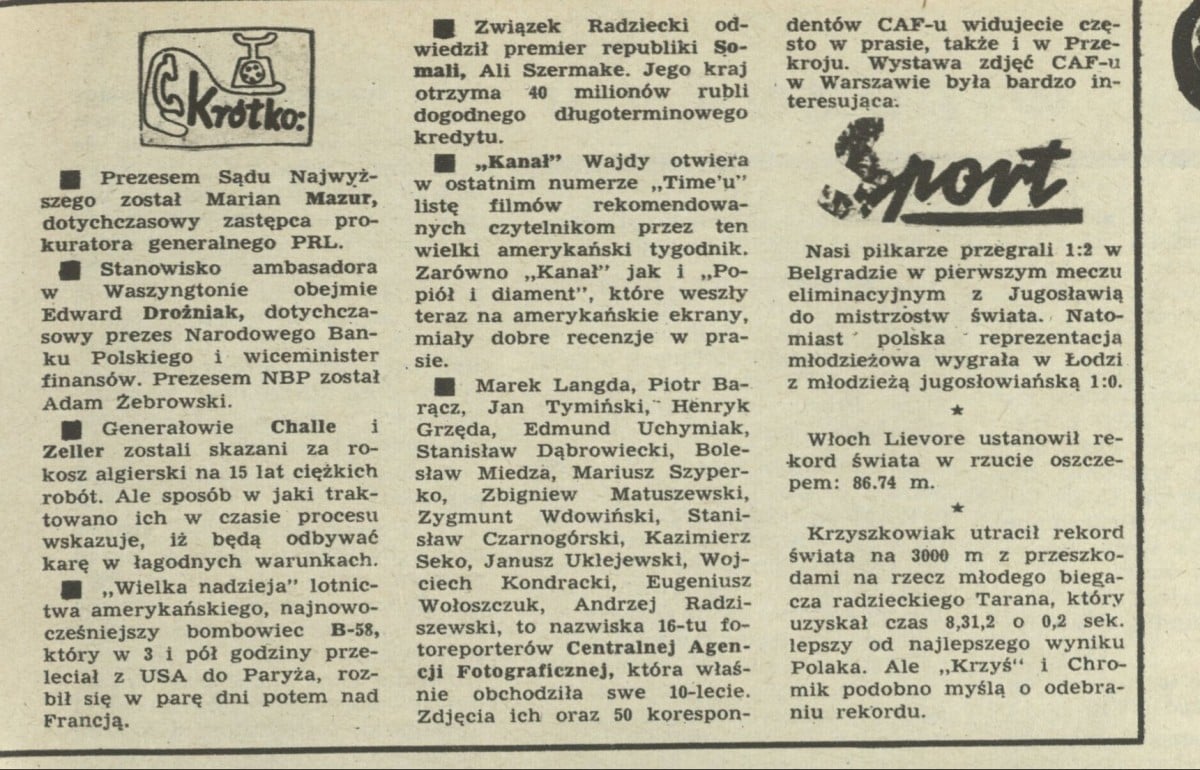 Krótko:
■ Prezesem Sądu Najwyż-
szego został Marian Mazur,
dotychczasowy zastępca pro-
kuratora generalnego PRL.
■ Stanowisko ambasadora
w Waszyngtonie obejmie
Edward Drożniak, dotychcza-
sowy prezes Narodowego Ban-
ku Polskiego i wiceminister
finansów. Prezesem NBP został
Adam Żebrowski.
■ Generałowie Challe i
Zeller zostali skazani za ro-
kosz algierski na 15 lat ciężkich
robót. Ale sposób w jaki trak-
towano ich w czasie procesu
wskazuje, iż będą odbywać
karę w łagodnych warunkach.
■ „Wielka nadzieja” lotnic-
twa amerykańskiego, najnowo-
cześniejszy bombowiec B-58,
który w 3 i pół godziny prze-
leciał z USA do Paryża, roz-
bił się w parę dni potem nad
Francją.
■ Związek Radziecki od-
wiedził premier republiki So-
mali, Ali Szermake. Jego kraj
otrzyma 40 milionów rubli
dogodnego długoterminowego
kredytu.
■ „Kanał” Wajdy otwiera
w ostatnim numerze „Time'u”
listę filmów rekomendowa-
nych czytelnikom przez ten
wielki amerykański tygodnik.
Zarówno „Kanał” jak i „Po-
piół i diament”, które weszły
teraz na amerykańskie ekrany,
miały dobre recenzje w pra-
sie.
■ Marek Langda, Piotr Ba-
rącz, Jan Tymiński, Henryk
Grzęda, Edmund Uchymiak,
Stanisław Dąbrowiecki, Bole-
sław Miedza, Mariusz Szyper-
ko, Zbigniew Matuszewski,
Zygmunt Wdowiński, Stani-
sław Czarnogórski, Kazimierz
Seko, Janusz Uklejewski, Woj-
ciech Kondracki, Eugeniusz
Wołoszczuk, Andrzej Radzi-
szewski, to nazwiska 16-tu fo-
toreporterów Centralnej Agen-
cji Fotograficznej, która właś-
nie obchodziła swe 10-lecie.
Zdjęcia ich oraz 50 korespon-
dentów CAF-u widujecie czę-
sto w prasie, także i w Prze-
kroju. Wystawa zdjęć CAF-u
w Warszawie była bardzo in-
teresująca.
Sport
Nasi piłkarze przegrali 1:2 w
Belgradzie w pierwszym meczu
eliminacyjnym z Jugosławią
do mistrzostw świata. Nato-
miast polska reprezentacja
młodzieżowa wygrała w Łodzi
z młodzieżą jugosłowiańską 1:0.
★
Włoch Lievore ustanowił re-
kord świata w rzucie oszcze-
pem: 86.74 m.
★
Krzyszkowiak utracił rekord
świata na 3000 m z przeszko-
dami na rzecz młodego biega-
cza radzieckiego Tarana, który
uzyskał czas 8,31,2 o 0,2 sek.
lepszy od najlepszego wyniku
Polaka. Ale „Krzyś“ i Chro-
mik podobno myślą o odebra-
niu rekordu.